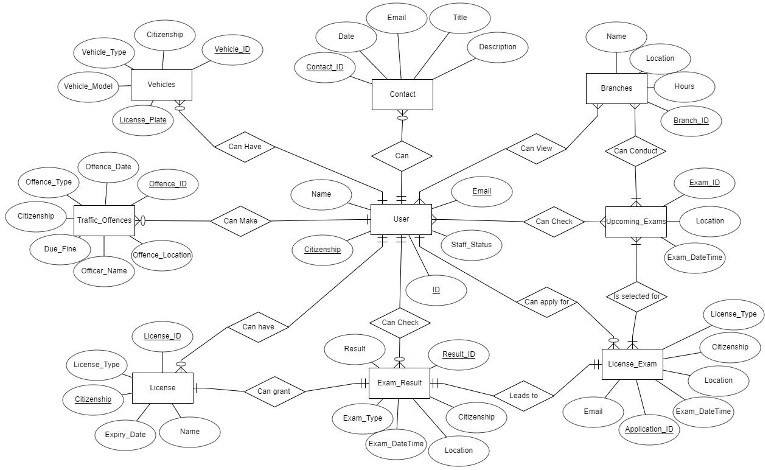 Email
Title
Name
Citizenship
Date
Vehicle_ID
Vehicle_Type
Description
Location
Contact_ID
Vehicle_Model
Vehicles
Contact
Branches
Hours
License_Plate
Branch_ID
Can Have
Can View
Can Conduct
Can
Offence_Date
Offence_Type
Offence_ID
Exam_ID
Name
Email
Citizenship
Traffic_Offences
Can Make
User
Can Check
Upcoming_Exams
Location
Citizenship
Staff_Status
Due_Fine
Offence_Location
Exam_DateTime
Officer_Name
ID
Is selected for
Can apply for
License_Type
Can have
Can Check
License_ID
Result
Result_ID
Citizenship
License_Type
License_Exam
Location
License
Can grant
Exam_Result
Leads to
Citizenship
Email
Exam_DateTime
Exam_Type
Citizenship
Expiry_Date
Name
Application_ID
Exam_DateTime
Location